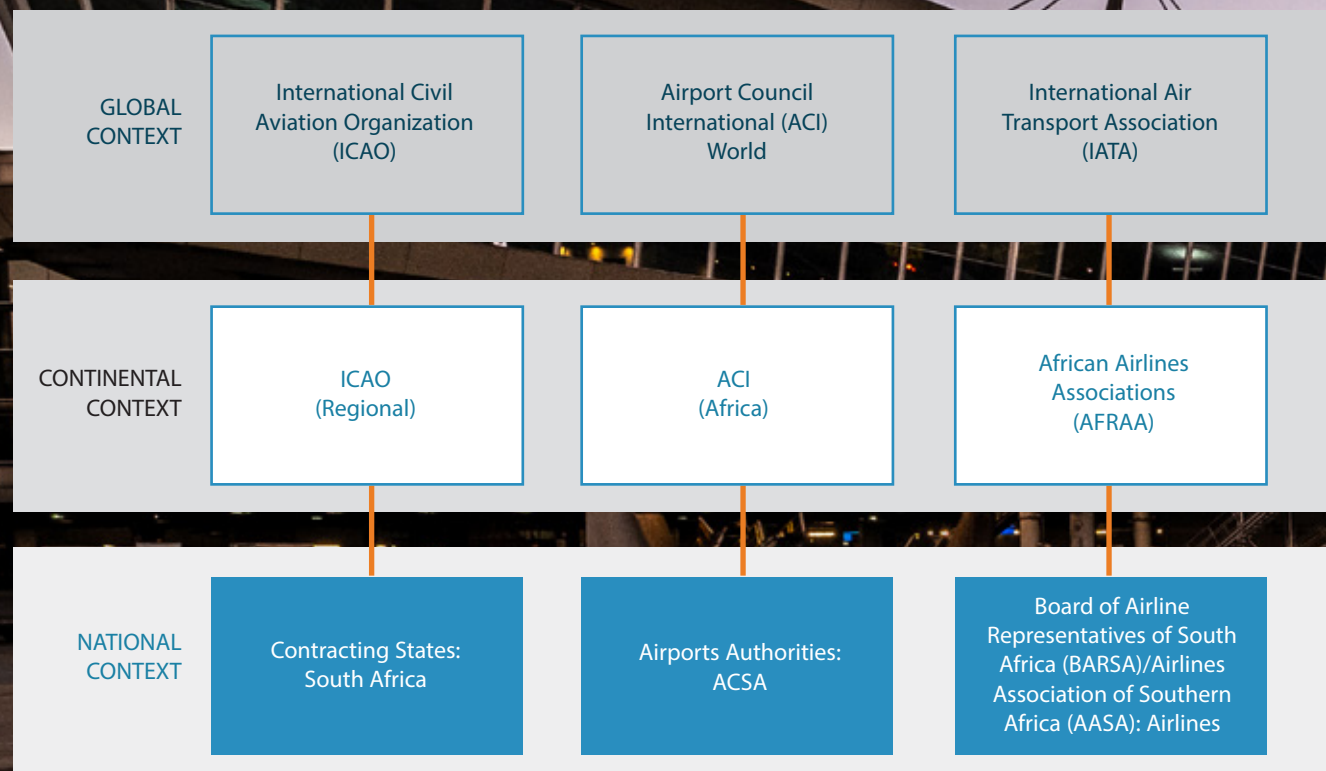 GLOBAL
CONTEXT
International Civil
Aviation Organization
(ICAO)
Airport Council
International (ACI)
World
International Air
Transport Association
(IATA)
CONTINENTAL
CONTEXT
ICAO
(Regional)
ACI
(Africa)
African Airlines
Associations
(AFRAA)
NATIONAL
CONTEXT
Contracting States:
South Africa
Airports Authorities:
ACSA
Board of Airline
Representatives of South
Africa (BARSA)/Airlines
Association of Southern
Africa (AASA): Airlines